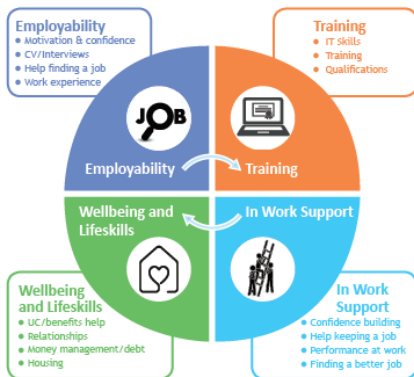 Employability
• Motivation & confidence
• CV/Interviews
• Help finding a job
• Work experience
Training
• IT Skills
• Training
• Qualifications
JOB
Employability
Training
Wellbeing and
Lifeskills
In Work Support
Wellbeing
and Lifeskills
• UC/benefits help
• Relationships
• Money management/debt
• Housing
In Work
Support
• Confidence building
• Help keeping a job
• Performance at work
• Finding a better job